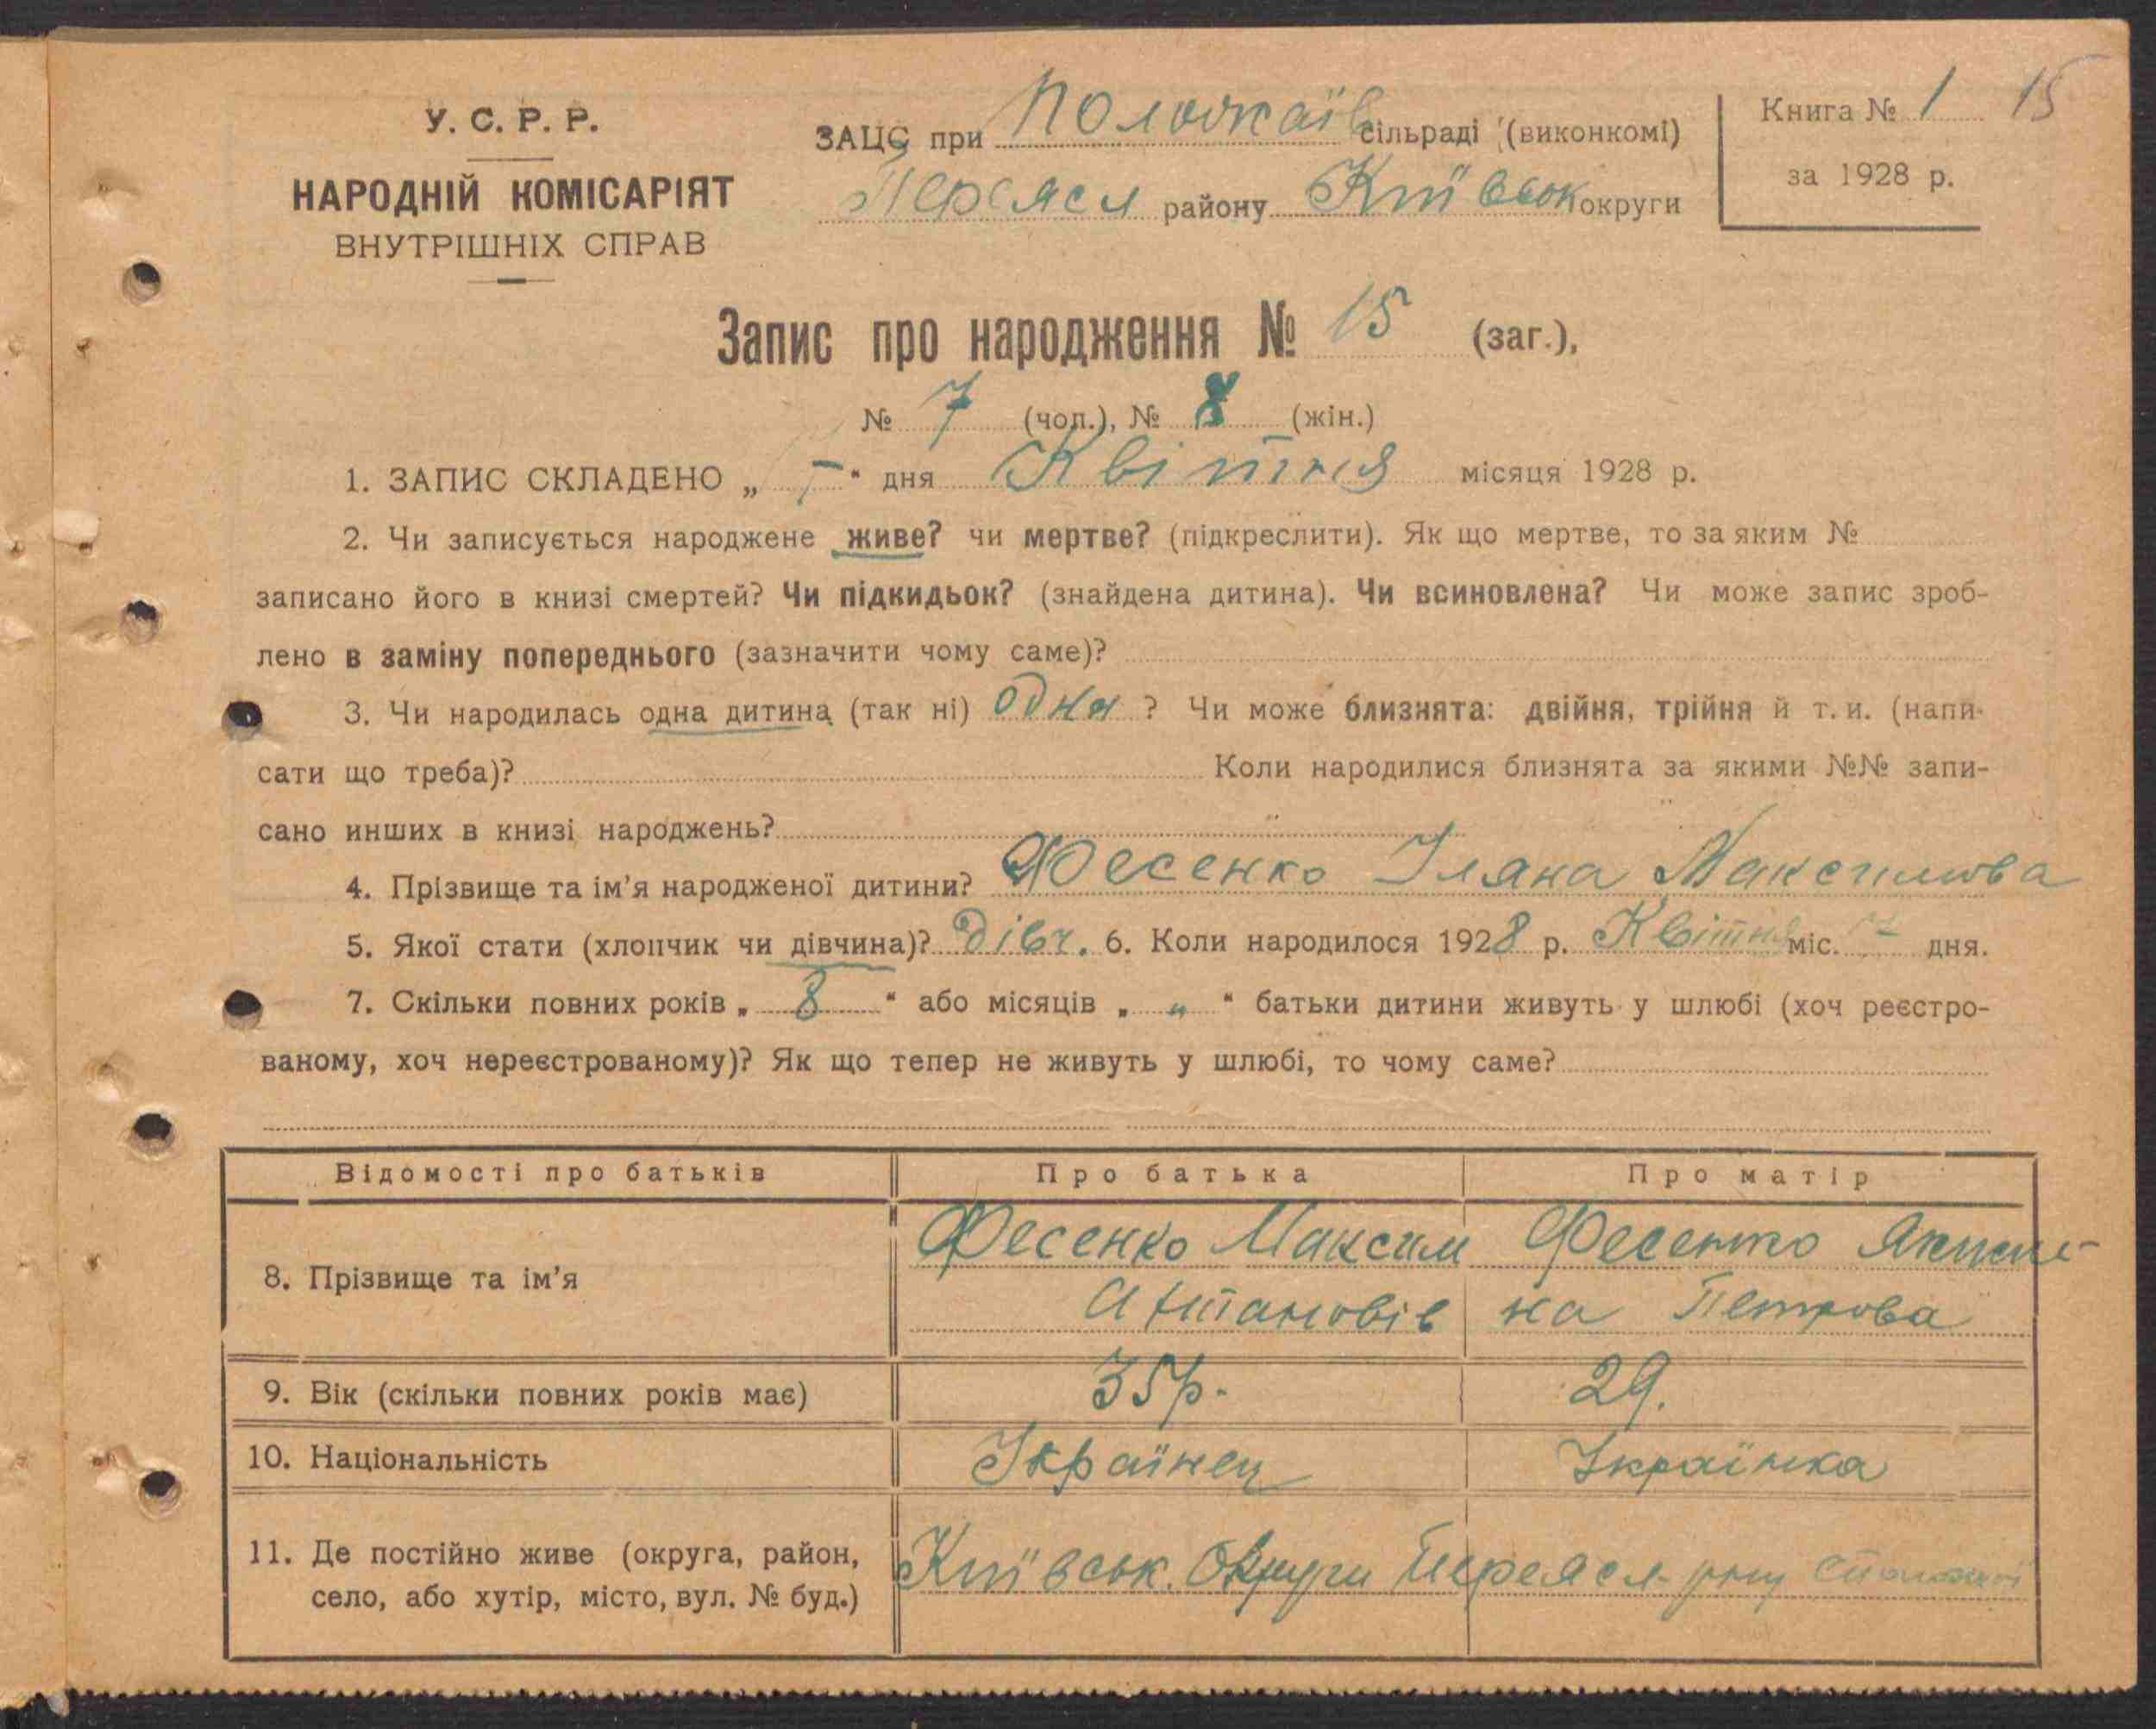 У. С. Р. Р.
НАРОДНІЙ КОМІСАРІЯТ
ВНУТРІШНІХ СПРАВ
ЗАЦС при Положаїв сільраді (виконкомі)
Переясл району Київськ округи
Книга № 1 15
за 1928 р.
Запис про народження № 15 (заг.),
№ 7 (чол.), № 8 (жін.)
1. ЗАПИС СКЛАДЕНО „ 7 " дня Квітня місяця 1928 р.
2. Чи записується народжене живе? чи мертве? (підкреслити). Як що мертве, то за яким №
записано його в книзі смертей? Чи підкидьок? (знайдена дитина). Чи всиновлена? Чи може запис зроб-
лено в заміну попереднього (зазначити чому саме)?
3. Чи народилась одна дитина (так ні) одна ? Чи може близнята: двійня, трійня й т. и. (напи-
сати що треба)? Коли народилися близнята за якими №№ запи-
сано инших в книзі народжень?
4. Прізвище та ім'я народженої дитини? Фесенко Уляна Максимова
5. Якої стати (хлопчик чи дівчина)? дівч. 6. Коли народилося 1928 р. Квітня міс. дня.
7. Скільки повних років „ 8 " або місяців „ „ " батьки дитини живуть у шлюбі (хоч реєстро-
ваному, хоч нереєстрованому)? Як що тепер не живуть у шлюбі, то чому саме?
Відомості про батьків Про батька Про матір
8. Прізвище та ім'я Фесенко Максим Антановів Фесенко Якили- на Петрова
9. Вік (скільки повних років має) 35р. 29.
10. Національність Українец Українка
11. Де постійно живе (округа, район, село, або хутір, місто, вул. № буд.) Київськ. Округи Переясл- рну